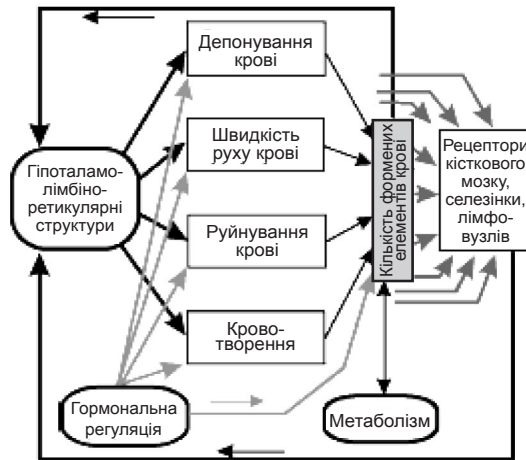 Депонування
крові
Швидкість
руху крові
Гіпоталамо-
лімбіно-
ретикулярні
структури
Руйнування
крові
Крово-
творення
Кількість формених
елементів крові
Рецептори
кісткового
мозку,
селезінки,
лімфо-
вузлів
Гормональна
регуляція
Метаболізм